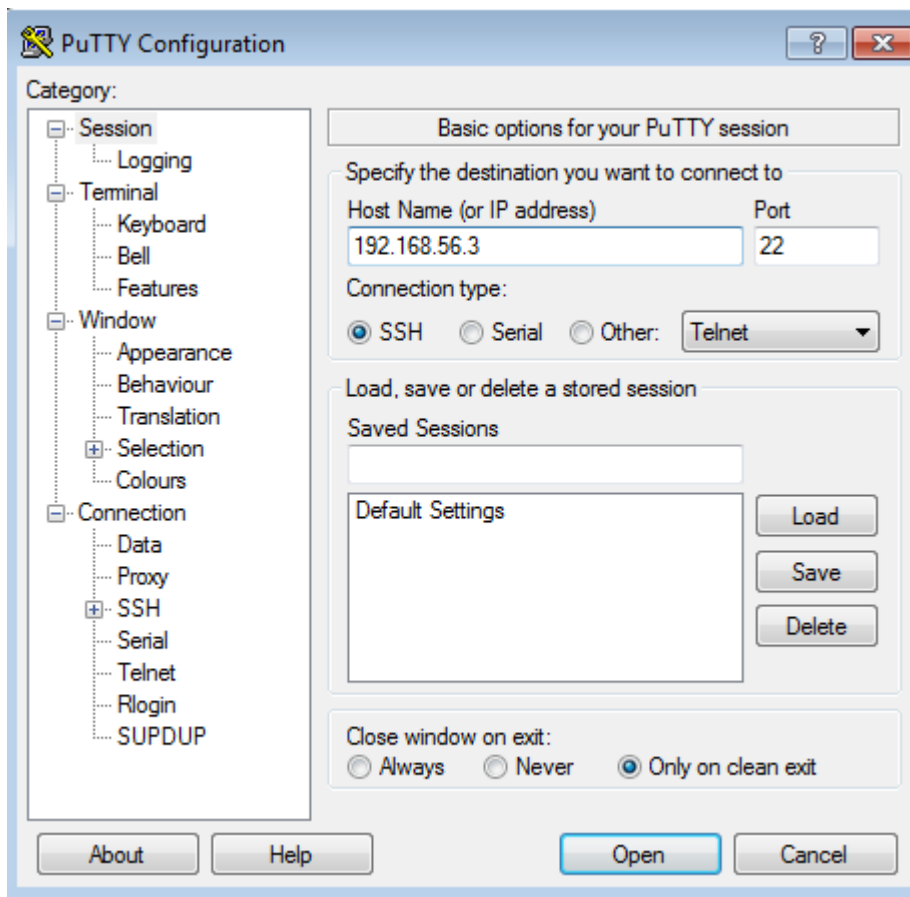 PuTTY Configuration
?
Category:
Session
Logging
Terminal
Keyboard
Bell
Features
Window
Appearance
Behaviour
Translation
Selection
Colours
Connection
Data
Proxy
SSH
Serial
Telnet
Rlogin
SUPDUP
Basic options for your PuTTY session
Specify the destination you want to connect to
Host Name (or IP address) Port
192.168.56.3 22
Connection type:
SSH Serial Other: Telnet
Load, save or delete a stored session
Saved Sessions
Default Settings
Load
Save
Delete
Close window on exit:
Always Never Only on clean exit
About Help Open Cancel